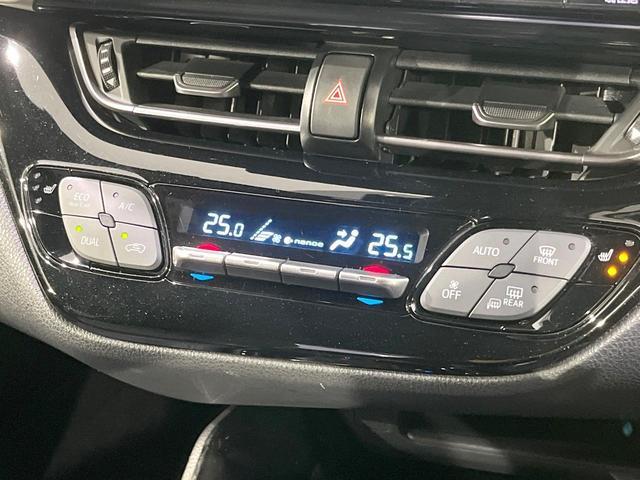 ECO
A/C
DUAL
25.0 nanoe 25.5
AUTO
FRONT
OFF
REAR